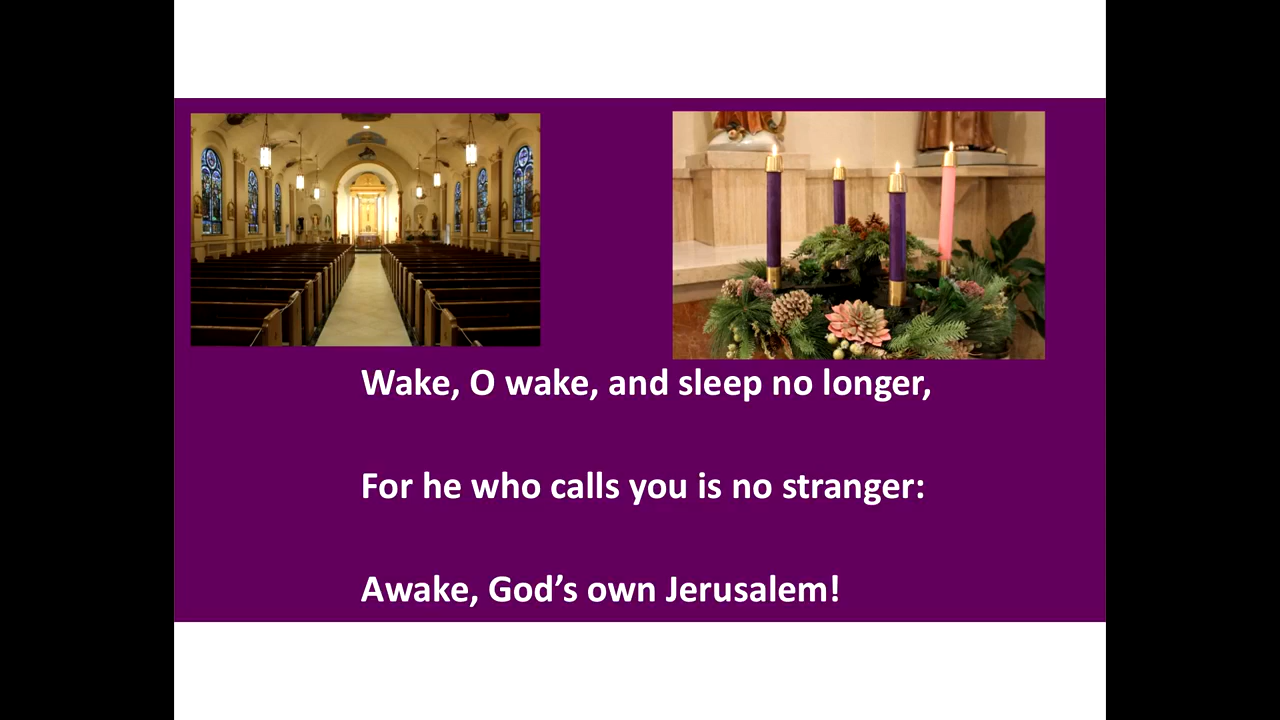 Wake, O wake, and sleep no longer,
For he who calls you is no stranger:
Awake, God’s own Jerusalem!